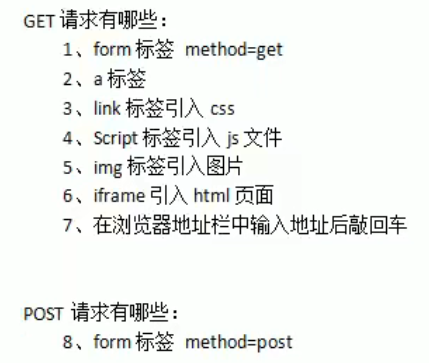 GET 请求有哪些：
1、form 标签 method=get
2、a 标签
3、link 标签引入 css
4、Script 标签引入 js 文件
5、img 标签引入图片
6、iframe 引入 html 页面
7、在浏览器地址栏中输入地址后敲回车
POST 请求有哪些：
8、form 标签 method=post